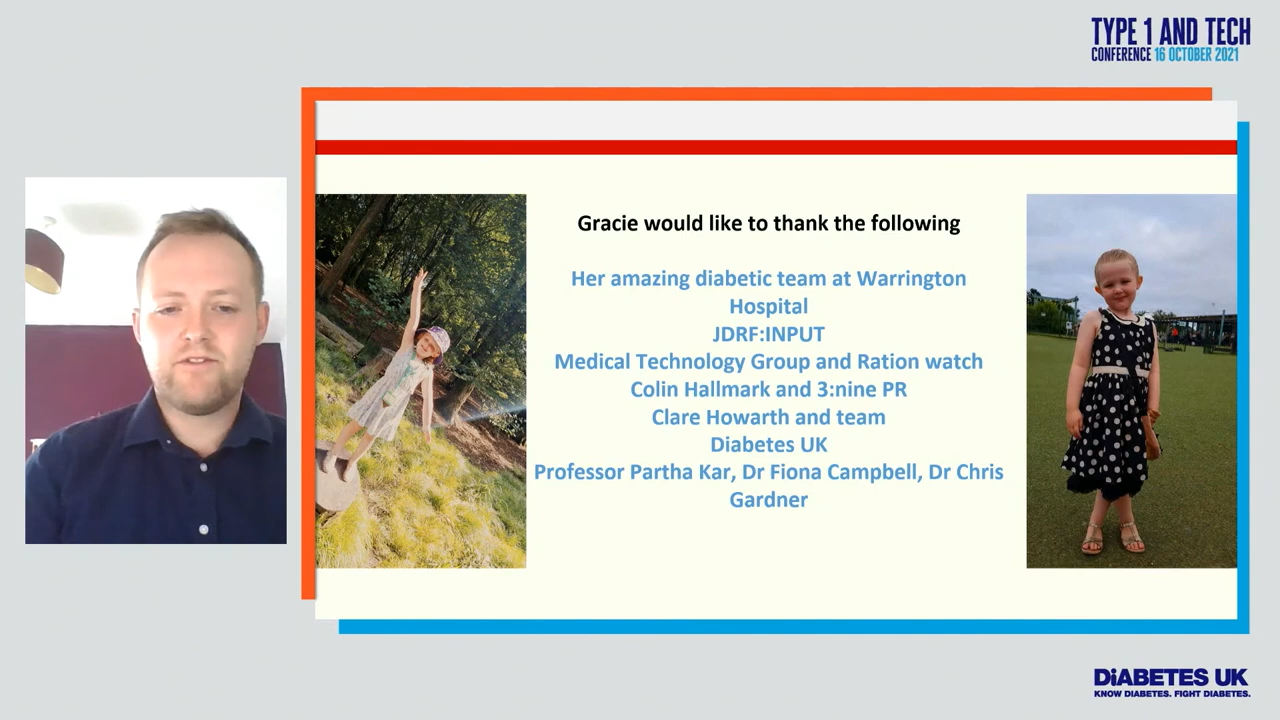 TYPE 1 AND TECH
CONFERENCE 16 OCTOBER 2021
Gracie would like to thank the following
Her amazing diabetic team at Warrington
Hospital
JDRF:INPUT
Medical Technology Group and Ration watch
Colin Hallmark and 3:nine PR
Clare Howarth and team
Diabetes UK
Professor Partha Kar, Dr Fiona Campbell, Dr Chris
Gardner
DiABETES UK
KNOW DIABETES. FIGHT DIABETES.